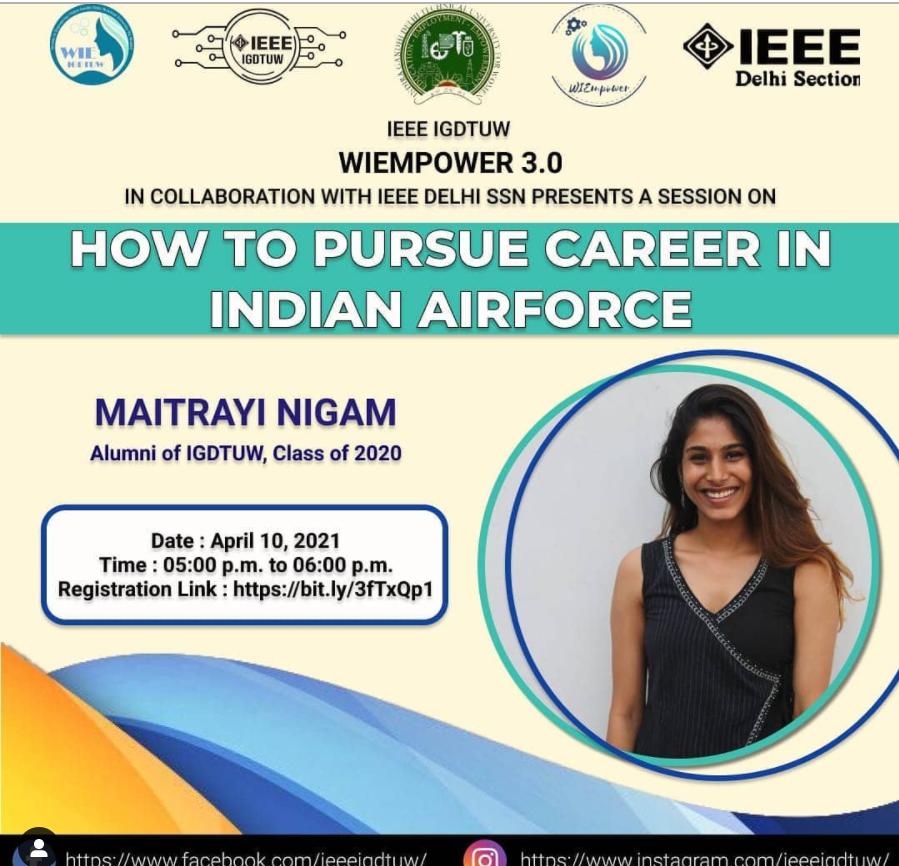 WIE
IGDTUW
IEEE
IGDTUW
WIEmpower
IEEE
Delhi Section
IEEE IGDTUW
WIEMPOWER 3.0
IN COLLABORATION WITH IEEE DELHI SSN PRESENTS A SESSION ON
HOW TO PURSUE CAREER IN
INDIAN AIRFORCE
MAITRAYI NIGAM
Alumni of IGDTUW, Class of 2020
Date : April 10, 2021
Time : 05:00 p.m. to 06:00 p.m.
Registration Link : https://bit.ly/3fTxQp1
https://www.facebook.com/ieeeigdtuw/
https://www.instagram.com/ieeeigdtuw/